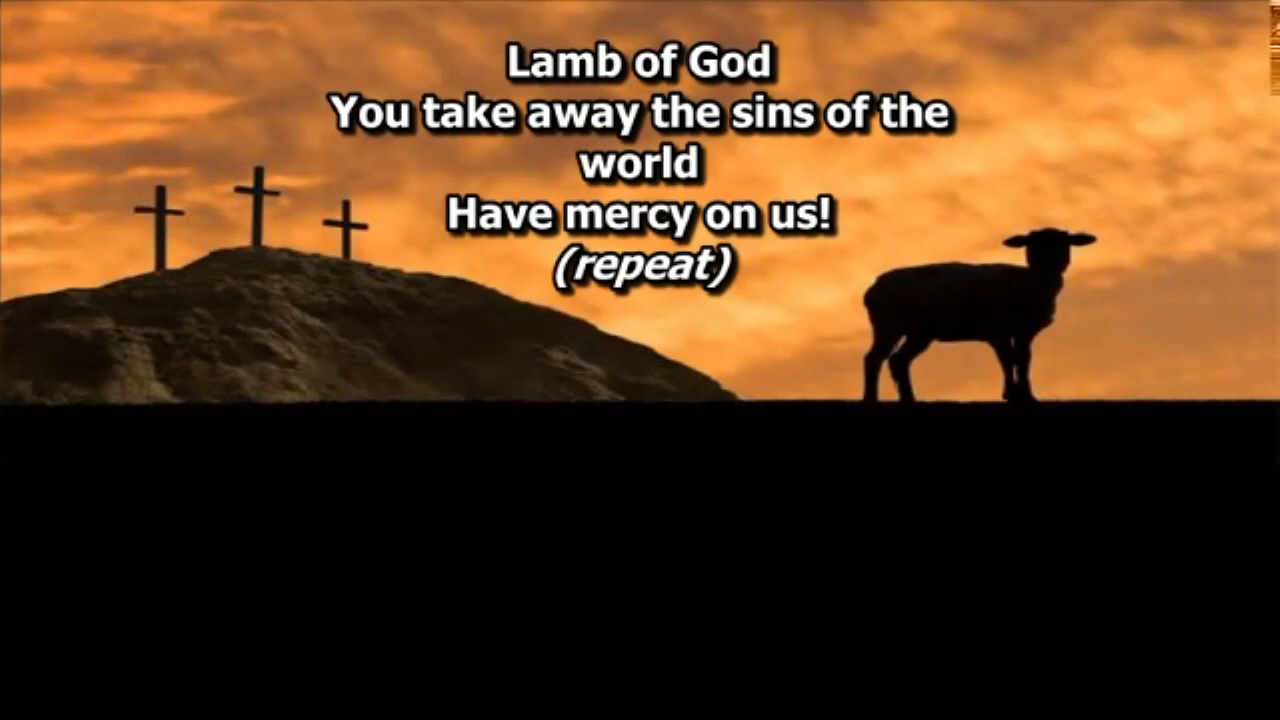 Lamb of God
You take away the sins of the
world
Have mercy on us!
(repeat)